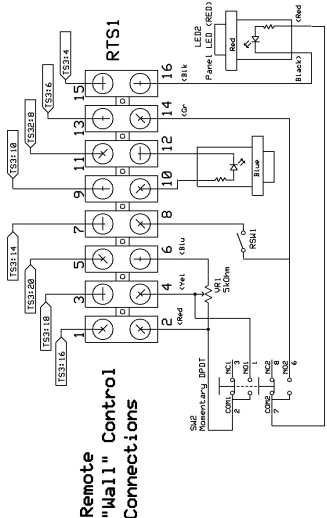 Remote
"Wall" Control
Connections
RTS1
TS3:16
TS3:18
TS3:20
TS3:14
TS3:10
TS32:8
TS3:6
TS3:4
1
3
5
7
9
11
13
15
2
4
6
8
10
12
14
16
<Red
<Yel
<Blu
<Gr
<Blk
VR1
5kOhm
RSW1
Blue
LED2
Panel LED (RED)
Red
<Red
Black>
SW2
Momentary DPDT
COM1
2
NC1
3
NO1
1
COM2
7
NC2
8
NO2
6